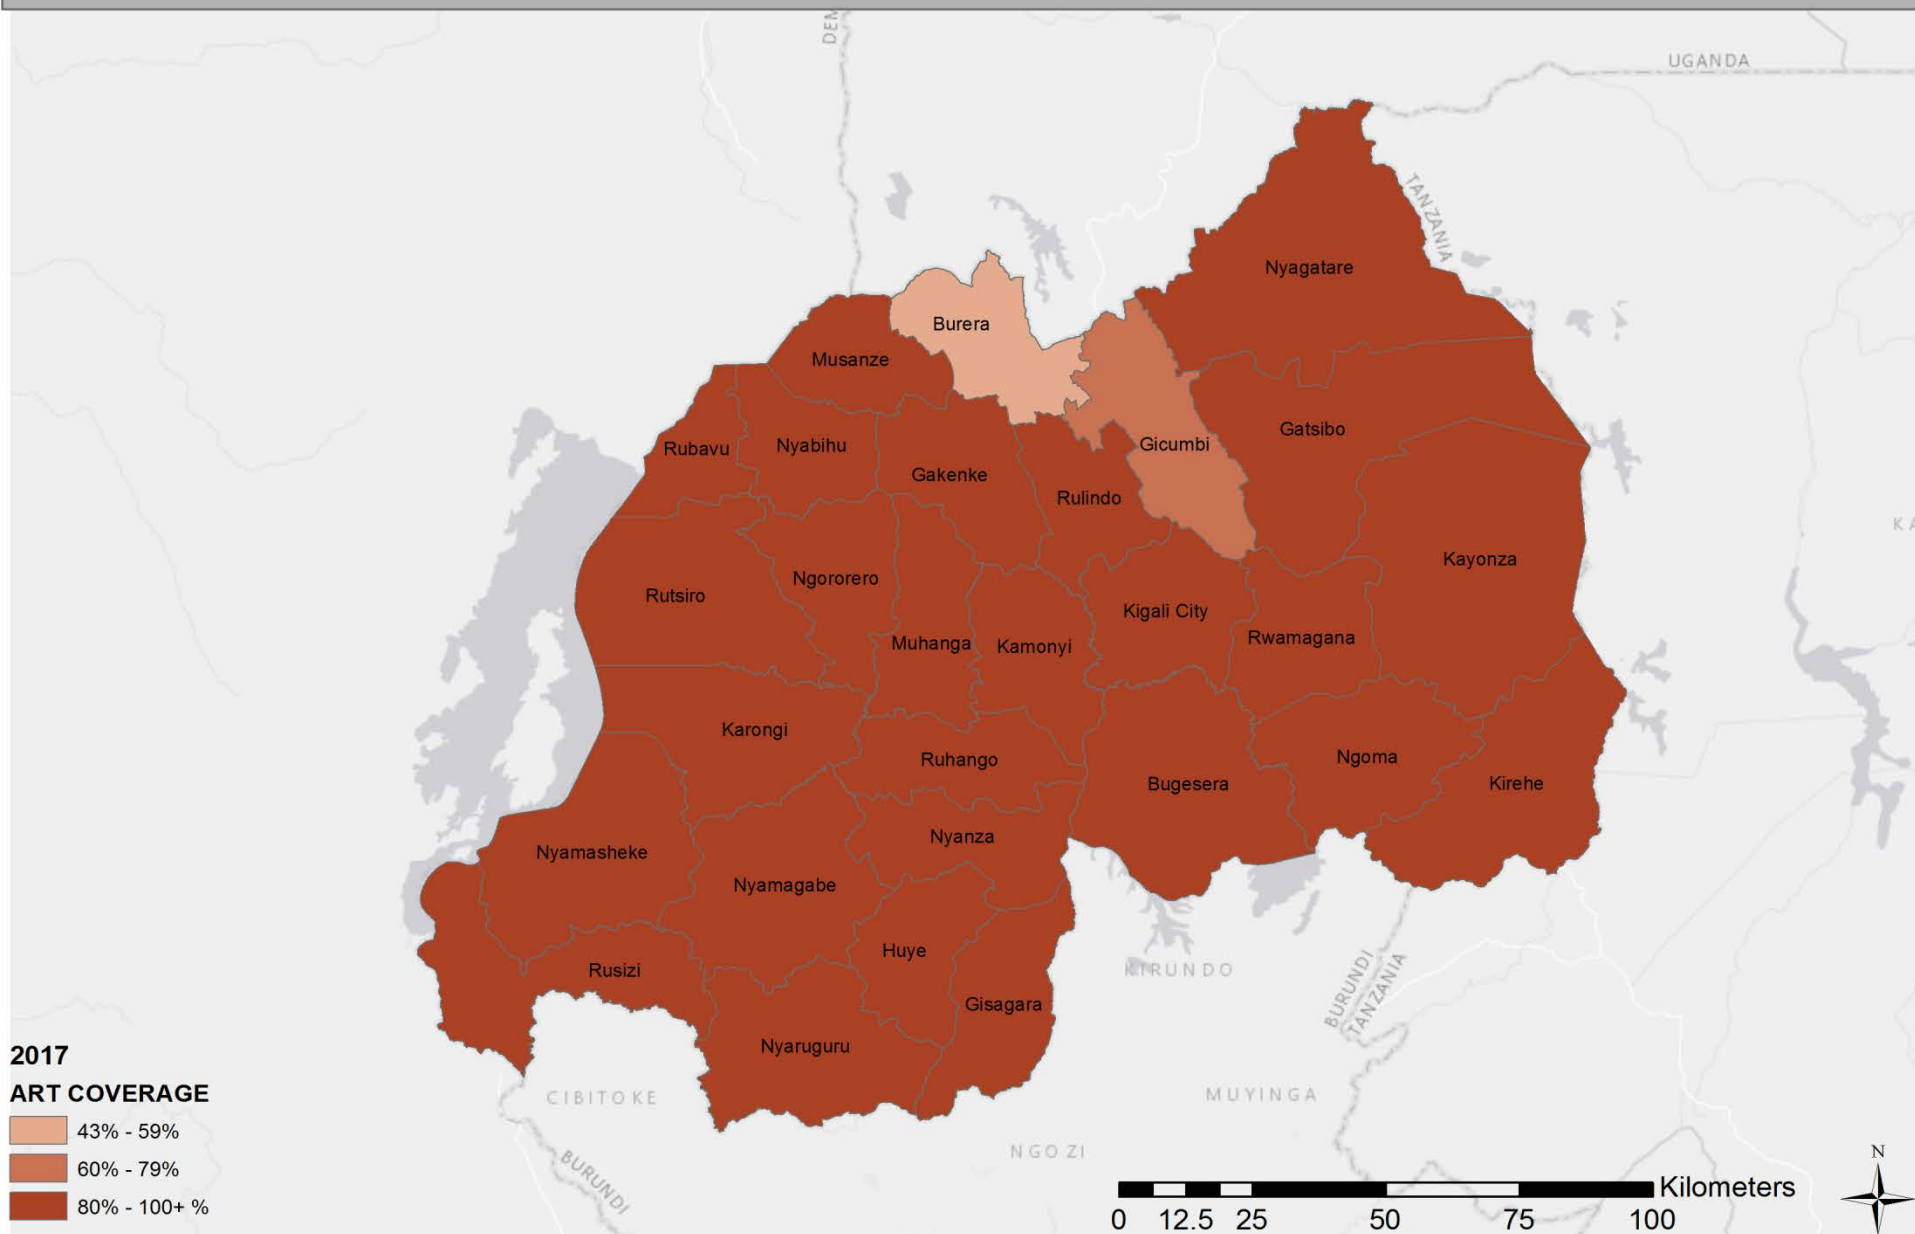 DEM
UGANDA
TANZANIA
Nyagatare
Burera
Musanze
Gatsibo
Gicumbi
Rubavu
Nyabihu
Gakenke
Rulindo
KA
Kayonza
Ngororero
Rutsiro
Kigali City
Rwamagana
Muhanga
Kamonyi
Karongi
Ruhango
Ngoma
Bugesera
Kirehe
Nyanza
Nyamasheke
Nyamagabe
Huye
Rusizi
KIRUNDO
BURUNDI
TANZANIA
Gisagara
Nyaruguru
CIBITOKE
MUYINGA
NGOZI
BURUNDI
2017
ART COVERAGE
43% - 59%
60% - 79%
80% - 100+ %
N
Kilometers
0 12.5 25 50 75 100